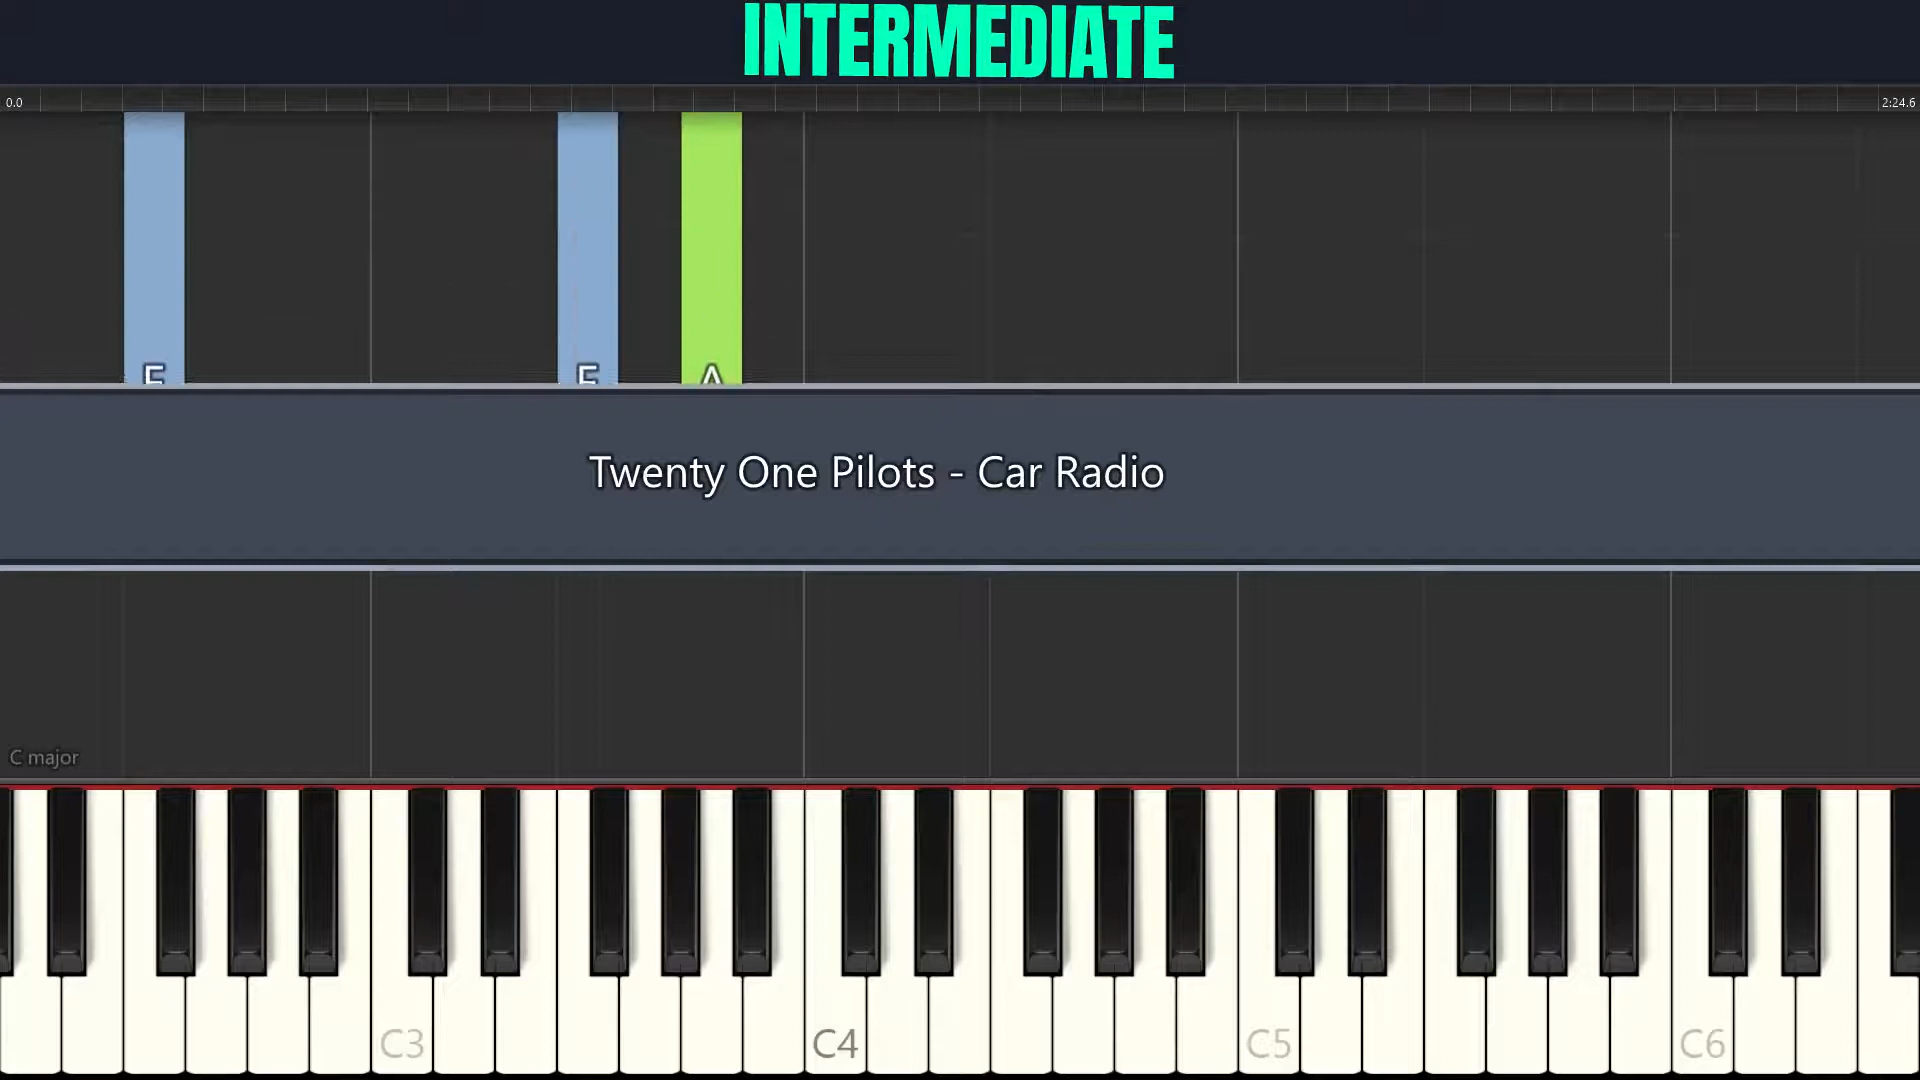 INTERMEDIATE
0.0 2:24.6
F F A
Twenty One Pilots - Car Radio
C major
C3 C4 C5 C6